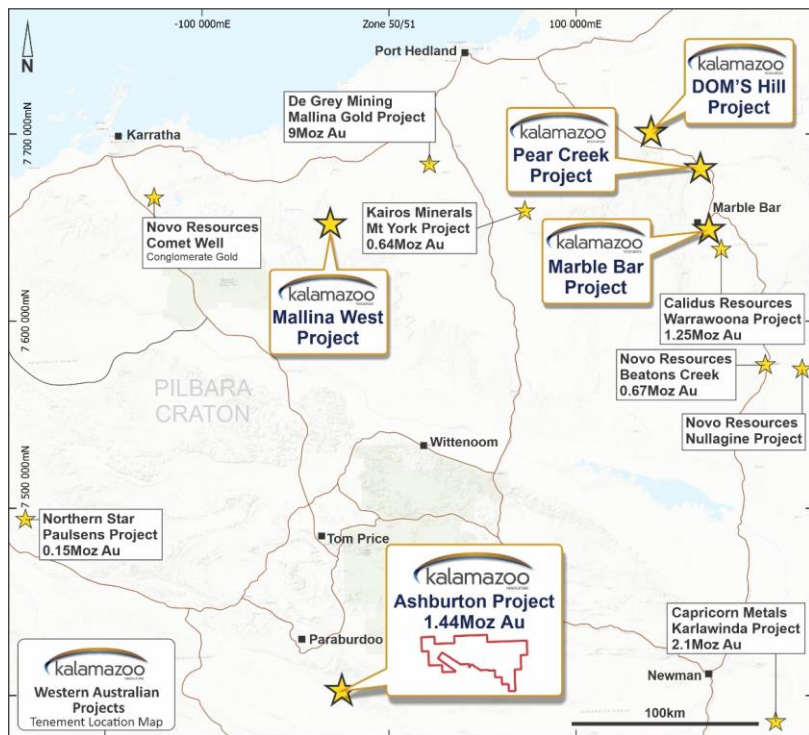 -100 000mE
Zone 50/51
100 000mE
N
Port Hedland
kalamazoo
resources
DOM'S Hill
Project
De Grey Mining
Mallina Gold Project
9Moz Au
Karratha
7 700 000mN
kalamazoo
resources
Pear Creek
Project
Novo Resources
Comet Well
Conglomerate Gold
Kairos Minerals
Mt York Project
0.64Moz Au
Marble Bar
kalamazoo
resources
Marble Bar
Project
kalamazoo
resources
Mallina West
Project
Calidus Resources
Warrawoona Project
1.25Moz Au
7 600 000mN
Novo Resources
Beatons Creek
0.67Moz Au
PILBARA
CRATON
Novo Resources
Nullagine Project
Wittenoom
7 500 000mN
Northern Star
Paulsens Project
0.15Moz Au
Tom Price
kalamazoo
resources
Ashburton Project
1.44Moz Au
Capricorn Metals
Karlawinda Project
2.1Moz Au
Paraburdoo
kalamazoo
Western Australian
Projects
Tenement Location Map
Newman
100km